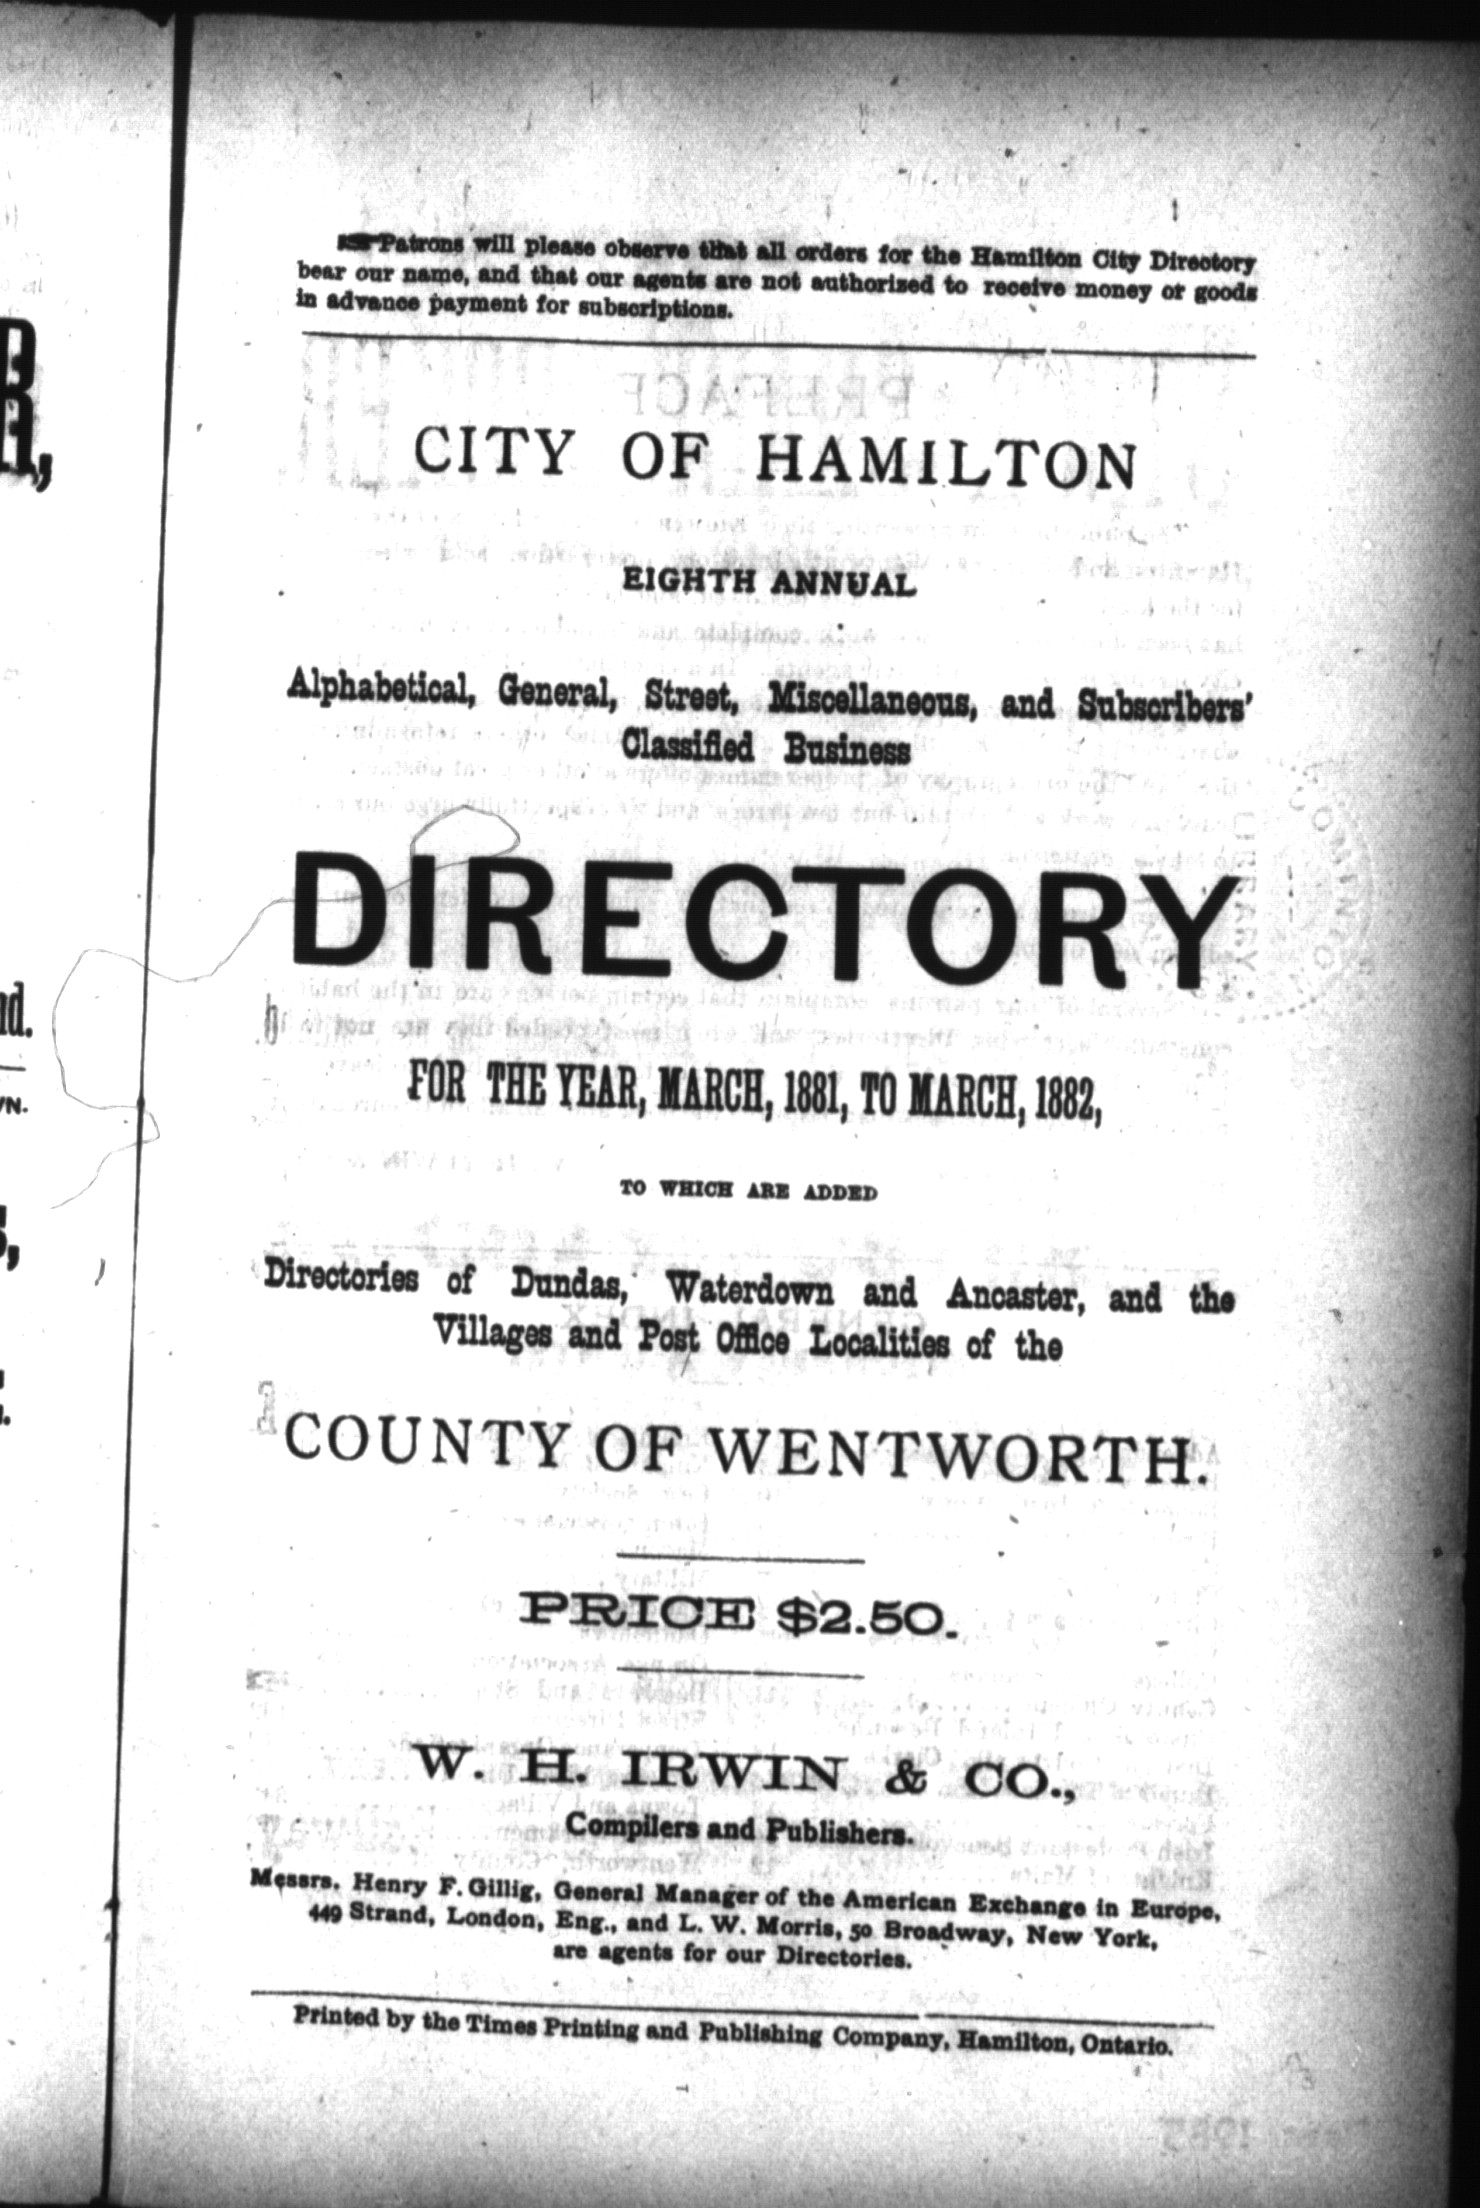 Patrons will please observe that all orders for the Hamilton City Directory
bear our name, and that our agents are not authorized to receive money or goods
in advance payment for subscriptions.
CITY OF HAMILTON
EIGHTH ANNUAL
Alphabetical, General, Street, Miscellaneous, and Subscribers'
Classified Business
DIRECTORY
FOR THE YEAR, MARCH, 1881, TO MARCH, 1882,
TO WHICH ARE ADDED
Directories of Dundas, Waterdown and Ancaster, and the
Villages and Post Office Localities of the
COUNTY OF WENTWORTH.
PRICE $2.50.
W. H. IRWIN & CO.,
Compilers and Publishers.
Messrs. Henry F. Gillig, General Manager of the American Exchange in Europe,
449 Strand, London, Eng., and L. W. Morris, 50 Broadway, New York,
are agents for our Directories.
Printed by the Times Printing and Publishing Company, Hamilton, Ontario.